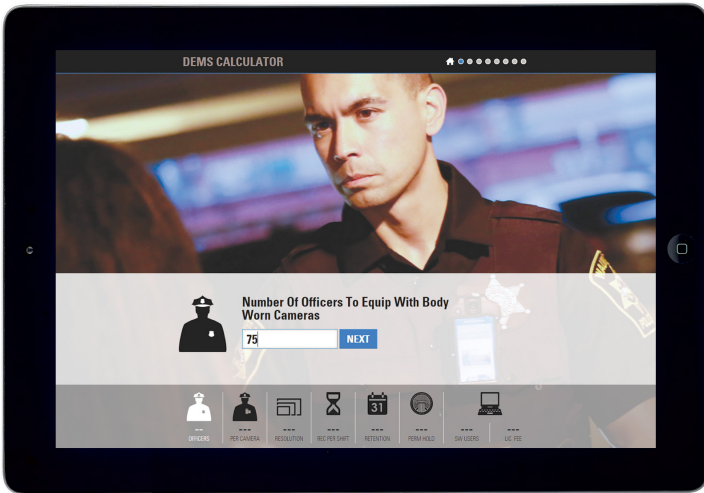 DEMS CALCULATOR
Number Of Officers To Equip With Body
Worn Cameras
75
NEXT
31
-- --- --- --- --- --- --- ---
OFFICERS PER CAMERA RESOLUTION REC PER SHIFT RETENTION PERM HOLD SW USERS LIC. FEE